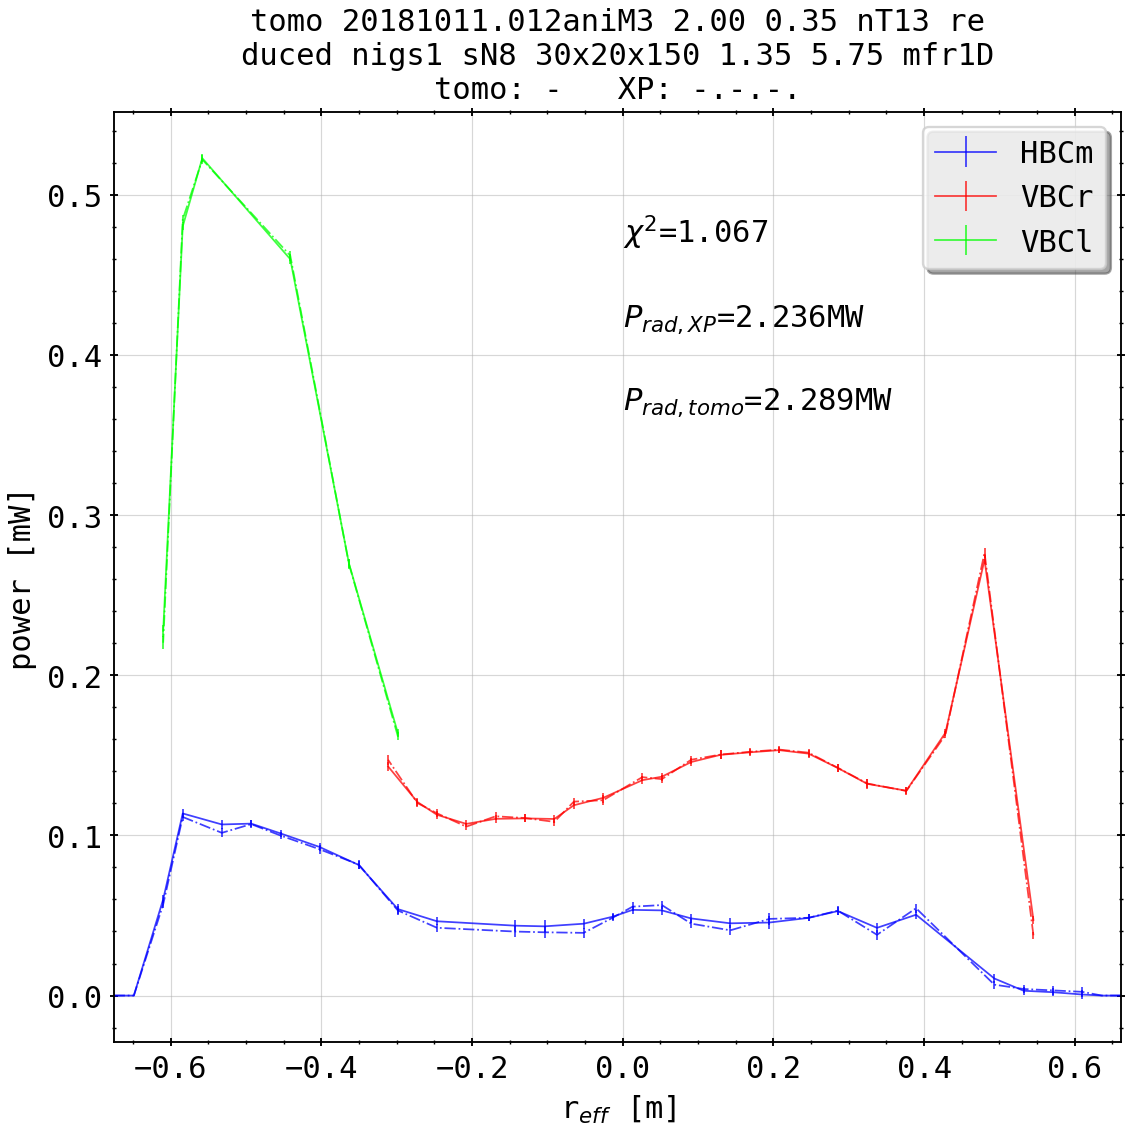 tomo 20181011.012aniM3 2.00 0.35 nT13 re
duced nigs1 sN8 30x20x150 1.35 5.75 mfr1D
tomo: -   XP: -.-.-.
HBCm
VBCr
VBCl
χ²=1.067
P_rad,XP=2.236MW
P_rad,tomo=2.289MW
power [mW]
0.5
0.4
0.3
0.2
0.1
0.0
−0.6 −0.4 −0.2 0.0 0.2 0.4 0.6
r_eff [m]